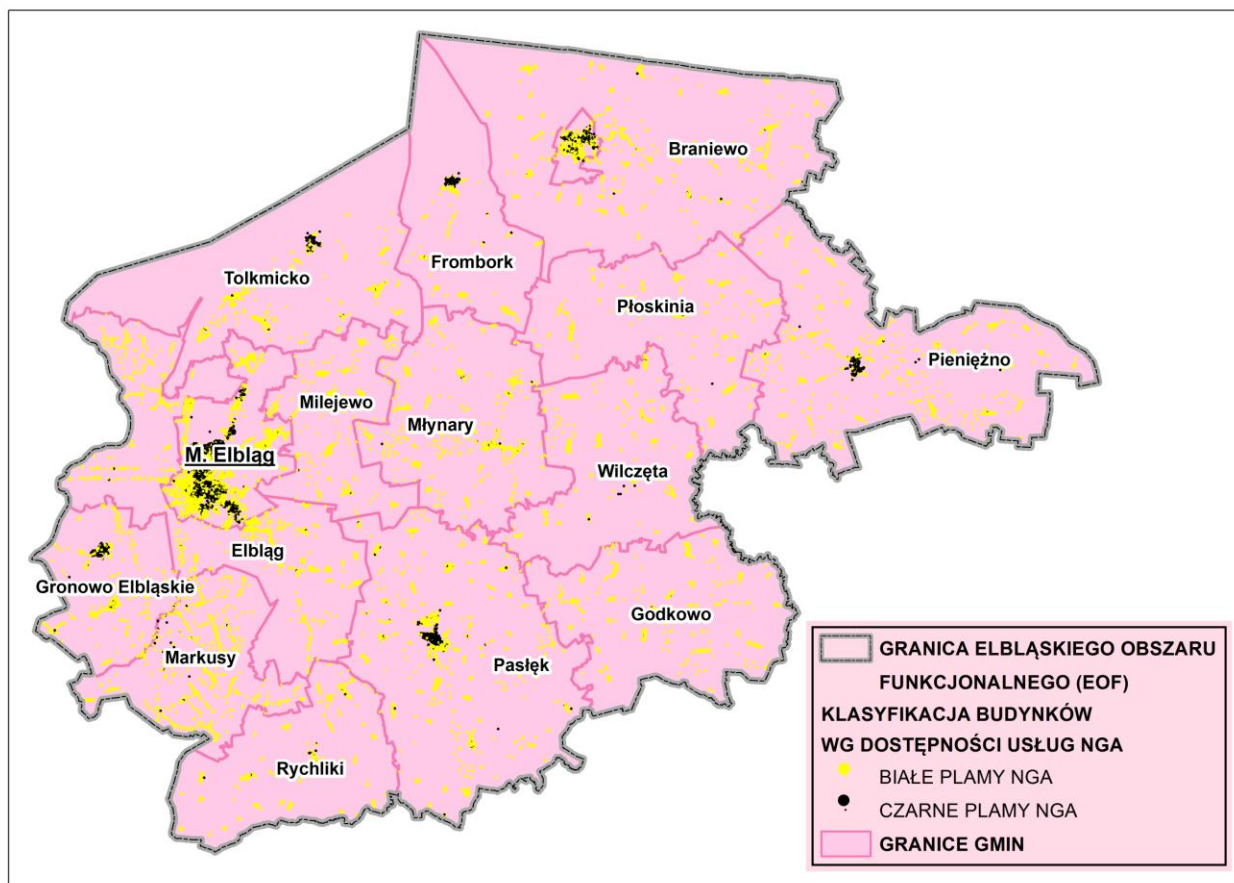 Braniewo
Frombork
Tolkmicko
Płoskinia
Pieniężno
Milejewo
Młynary
M. Elbląg
Wilczęta
Elbląg
Gronowo Elbląskie
Godkowo
Markusy
Pasłęk
Rychliki
GRANICA ELBLĄSKIEGO OBSZARU
FUNKCJONALNEGO (EOF)
KLASYFIKACJA BUDYNKÓW
WG DOSTĘPNOŚCI USŁUG NGA
BIAŁE PLAMY NGA
CZARNE PLAMY NGA
GRANICE GMIN